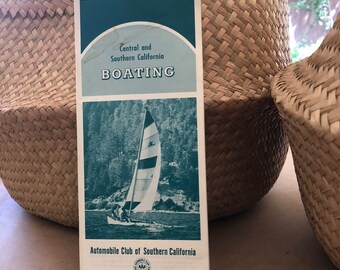 Central and
Southern California
BOATING
Automobile Club of Southern California